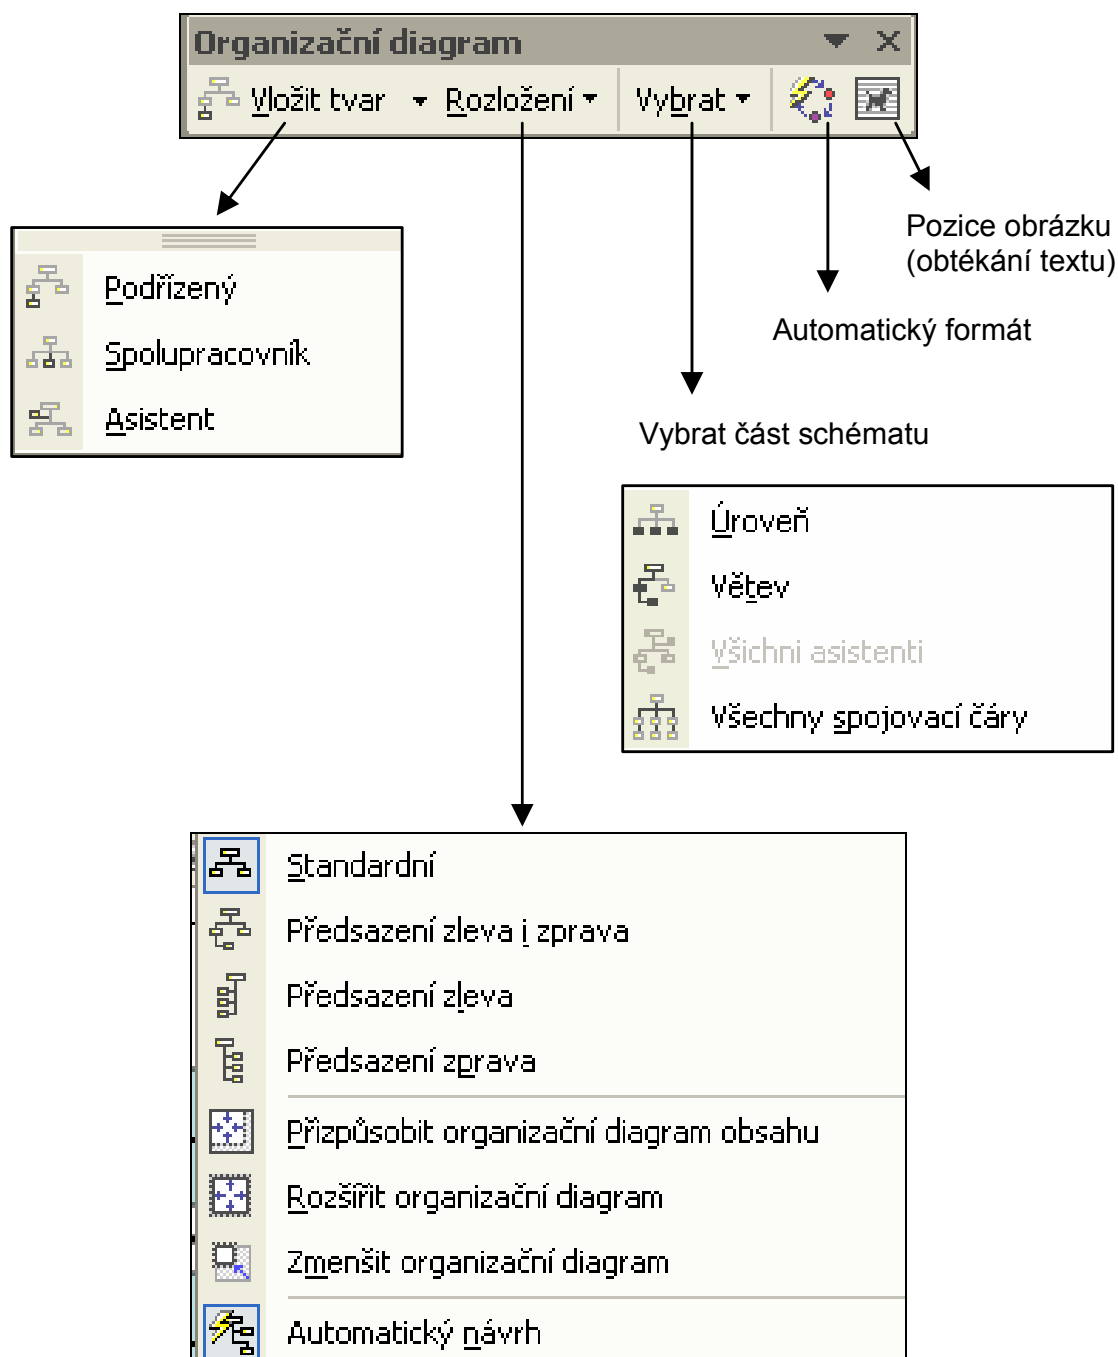 Organizační diagram
Vložit tvar Rozložení Vybrat
Pozice obrázku
(obtékání textu)
Automatický formát
Vybrat část schématu
Podřízený
Spolupracovník
Asistent
Úroveň
Větev
Všichni asistenti
Všechny spojovací čáry
Standardní
Předsazení zleva i zprava
Předsazení zleva
Předsazení zprava
Přizpůsobit organizační diagram obsahu
Rozšířit organizační diagram
Zmenšit organizační diagram
Automatický návrh